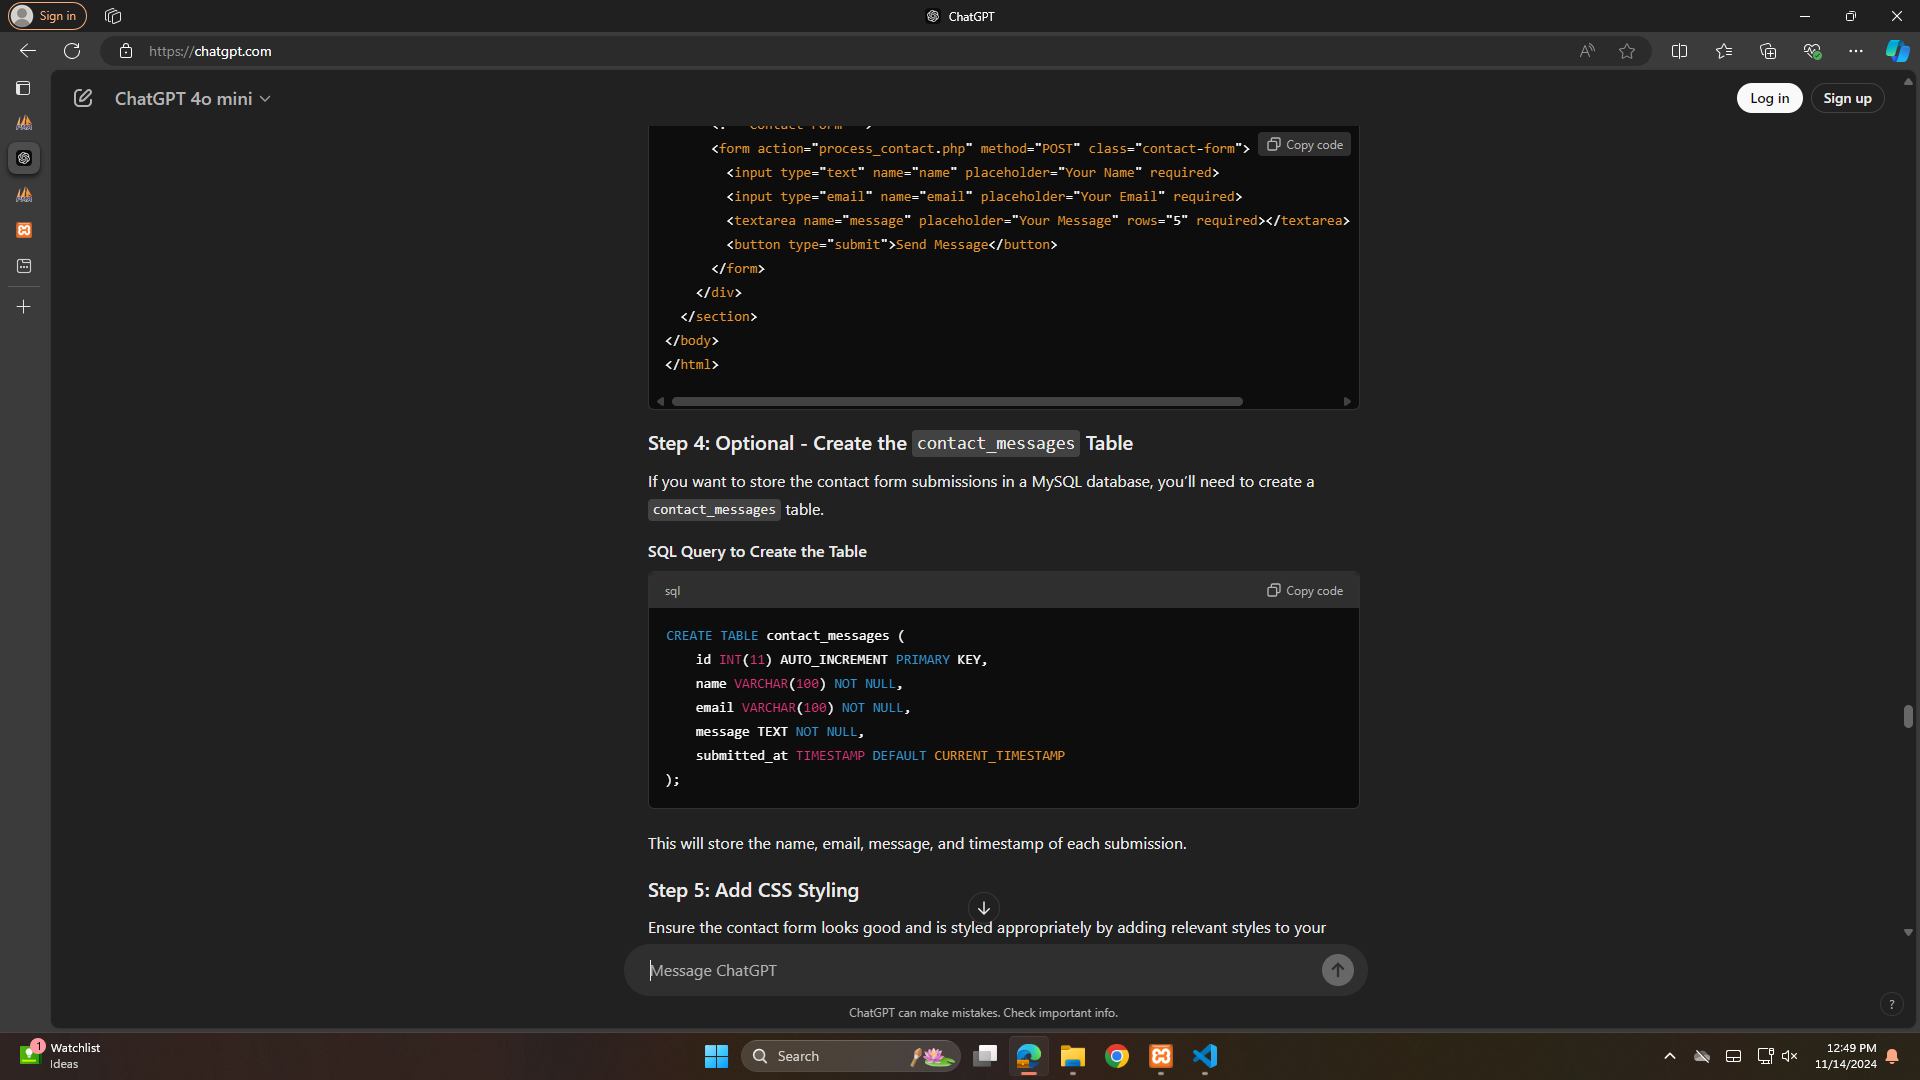 Sign in
ChatGPT
https://chatgpt.com
ChatGPT 4o mini
Log in
Sign up
<form action="process_contact.php" method="POST" class="contact-form">
Copy code
<input type="text" name="name" placeholder="Your Name" required>
<input type="email" name="email" placeholder="Your Email" required>
<textarea name="message" placeholder="Your Message" rows="5" required></textarea>
<button type="submit">Send Message</button>
</form>
</div>
</section>
</body>
</html>
Step 4: Optional - Create the contact_messages Table
If you want to store the contact form submissions in a MySQL database, you'll need to create a
contact_messages table.
SQL Query to Create the Table
sql
Copy code
CREATE TABLE contact_messages (
id INT(11) AUTO_INCREMENT PRIMARY KEY,
name VARCHAR(100) NOT NULL,
email VARCHAR(100) NOT NULL,
message TEXT NOT NULL,
submitted_at TIMESTAMP DEFAULT CURRENT_TIMESTAMP
);
This will store the name, email, message, and timestamp of each submission.
Step 5: Add CSS Styling
Ensure the contact form looks good and is styled appropriately by adding relevant styles to your
Message ChatGPT
ChatGPT can make mistakes. Check important info.
?
1
Watchlist
Ideas
Search
12:49 PM
11/14/2024